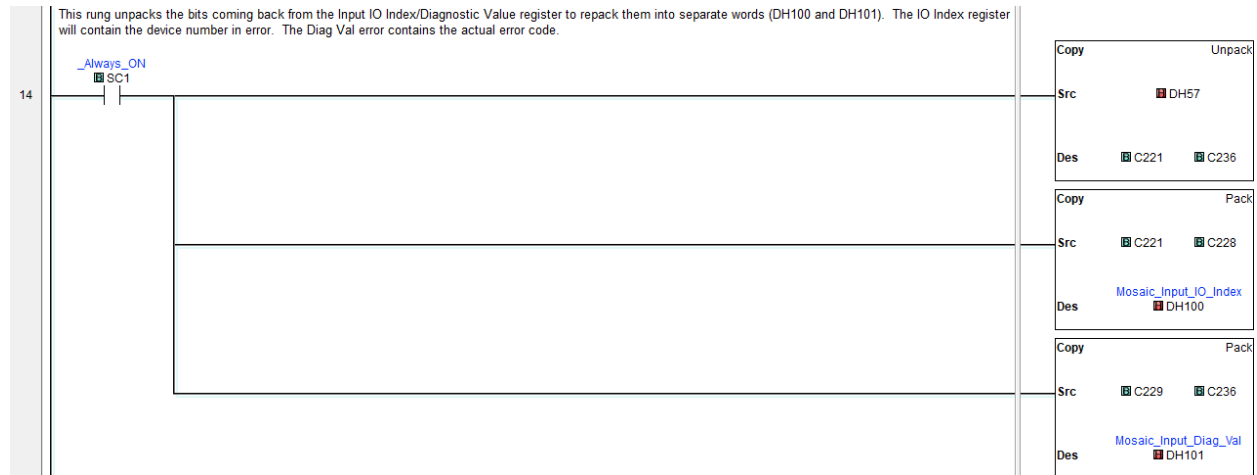 This rung unpacks the bits coming back from the Input IO Index/Diagnostic Value register to repack them into separate words (DH100 and DH101).  The IO Index register
will contain the device number in error.  The Diag Val error contains the actual error code.
_Always_ON
B SC1
14
Copy Unpack
Src H DH57
Des B C221 B C236
Copy Pack
Src B C221 B C228
Mosaic_Input_IO_Index
Des H DH100
Copy Pack
Src B C229 B C236
Mosaic_Input_Diag_Val
Des H DH101